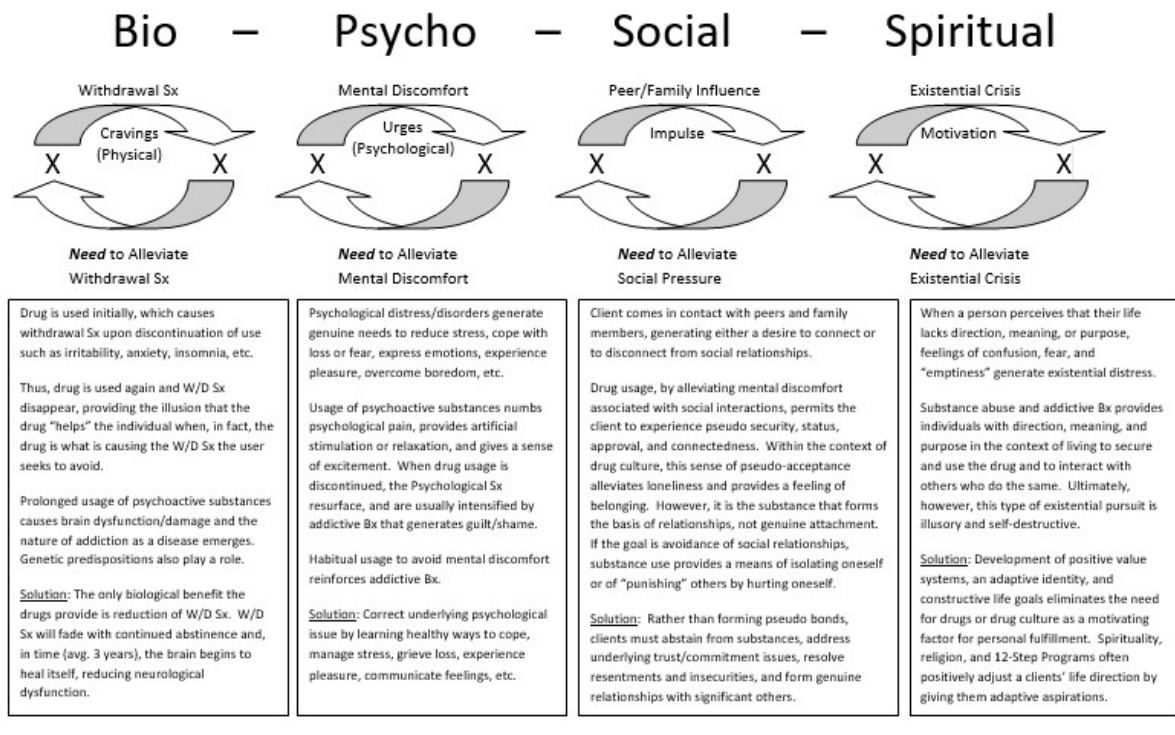 Bio – Psycho – Social – Spiritual
Withdrawal Sx
Cravings
(Physical)
X X
Need to Alleviate
Withdrawal Sx
Mental Discomfort
Urges
(Psychological)
X X
Need to Alleviate
Mental Discomfort
Peer/Family Influence
Impulse
X X
Need to Alleviate
Social Pressure
Existential Crisis
Motivation
X X
Need to Alleviate
Existential Crisis
Drug is used initially, which causes
withdrawal Sx upon discontinuation of use
such as irritability, anxiety, insomnia, etc.
Thus, drug is used again and W/D Sx
disappear, providing the illusion that the
drug “helps” the individual when, in fact, the
drug is what is causing the W/D Sx the user
seeks to avoid.
Prolonged usage of psychoactive substances
causes brain dysfunction/damage and the
nature of addiction as a disease emerges.
Genetic predispositions also play a role.
Solution: The only biological benefit the
drugs provide is reduction of W/D Sx. W/D
Sx will fade with continued abstinence and,
in time (avg. 3 years), the brain begins to
heal itself, reducing neurological
dysfunction.
Psychological distress/disorders generate
genuine needs to reduce stress, cope with
loss or fear, express emotions, experience
pleasure, overcome boredom, etc.
Usage of psychoactive substances numbs
psychological pain, provides artificial
stimulation or relaxation, and gives a sense
of excitement. When drug usage is
discontinued, the Psychological Sx
resurface, and are usually intensified by
addictive Bx that generates guilt/shame.
Habitual usage to avoid mental discomfort
reinforces addictive Bx.
Solution: Correct underlying psychological
issue by learning healthy ways to cope,
manage stress, grieve loss, experience
pleasure, communicate feelings, etc.
Client comes in contact with peers and family
members, generating either a desire to connect or
to disconnect from social relationships.
Drug usage, by alleviating mental discomfort
associated with social interactions, permits the
client to experience pseudo security, status,
approval, and connectedness. Within the context of
drug culture, this sense of pseudo-acceptance
alleviates loneliness and provides a feeling of
belonging. However, it is the substance that forms
the basis of relationships, not genuine attachment.
If the goal is avoidance of social relationships,
substance use provides a means of isolating oneself
or of “punishing” others by hurting oneself.
Solution: Rather than forming pseudo bonds,
clients must abstain from substances, address
underlying trust/commitment issues, resolve
resentments and insecurities, and form genuine
relationships with significant others.
When a person perceives that their life
lacks direction, meaning, or purpose,
feelings of confusion, fear, and
“emptiness” generate existential distress.
Substance abuse and addictive Bx provides
individuals with direction, meaning, and
purpose in the context of living to secure
and use the drug and to interact with
others who do the same. Ultimately,
however, this type of existential pursuit is
illusory and self-destructive.
Solution: Development of positive value
systems, an adaptive identity, and
constructive life goals eliminates the need
for drugs or drug culture as a motivating
factor for personal fulfillment. Spirituality,
religion, and 12-Step Programs often
positively adjust a clients’ life direction by
giving them adaptive aspirations.